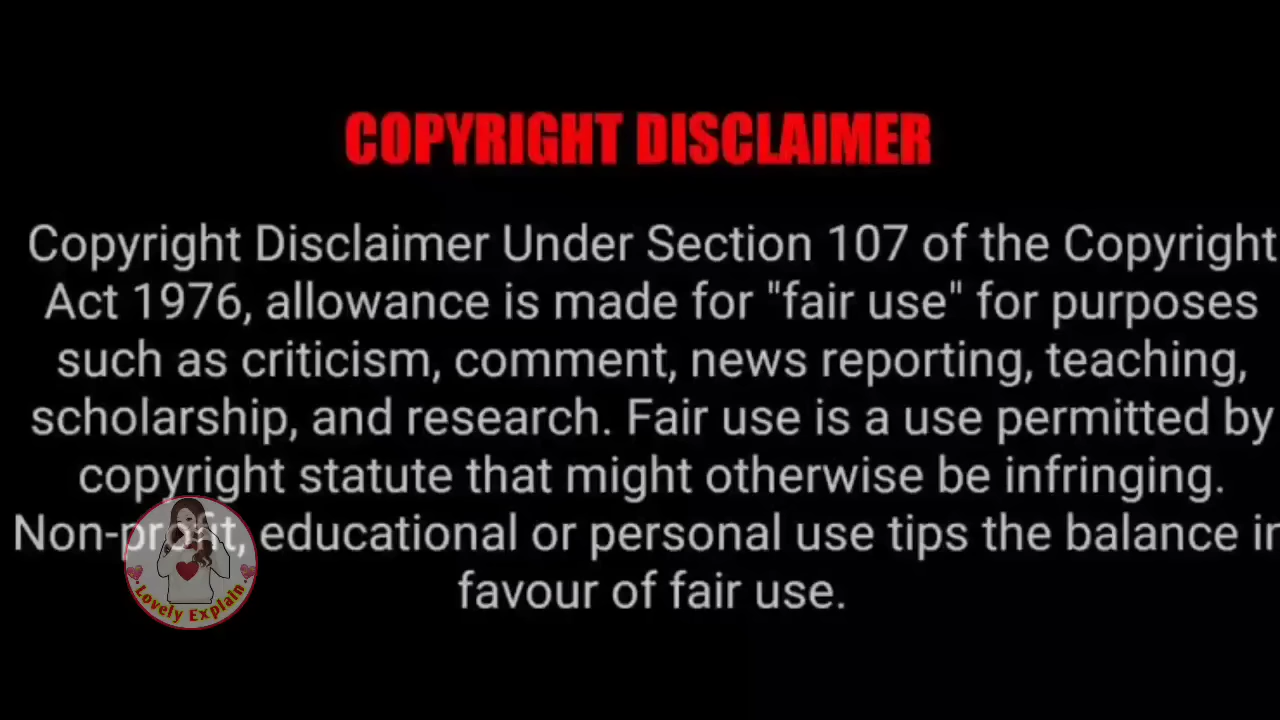 COPYRIGHT DISCLAIMER
Copyright Disclaimer Under Section 107 of the Copyright
Act 1976, allowance is made for "fair use" for purposes
such as criticism, comment, news reporting, teaching,
scholarship, and research. Fair use is a use permitted by
copyright statute that might otherwise be infringing.
Non-profit, educational or personal use tips the balance in
favour of fair use.
Lovely Explain